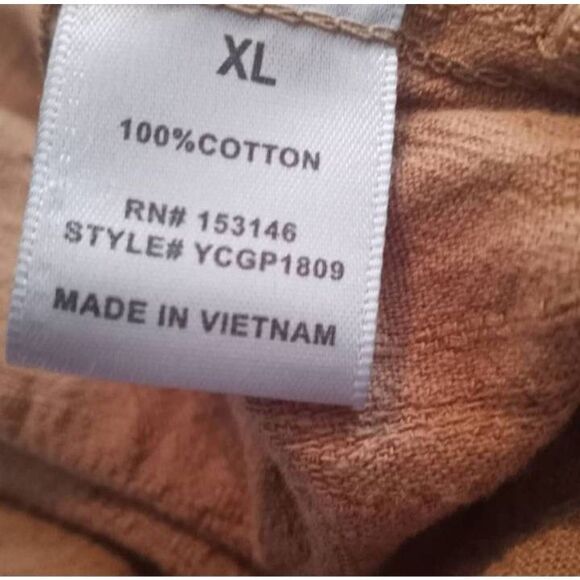 XL
100%COTTON
RN# 153146
STYLE# YCGP1809
MADE IN VIETNAM